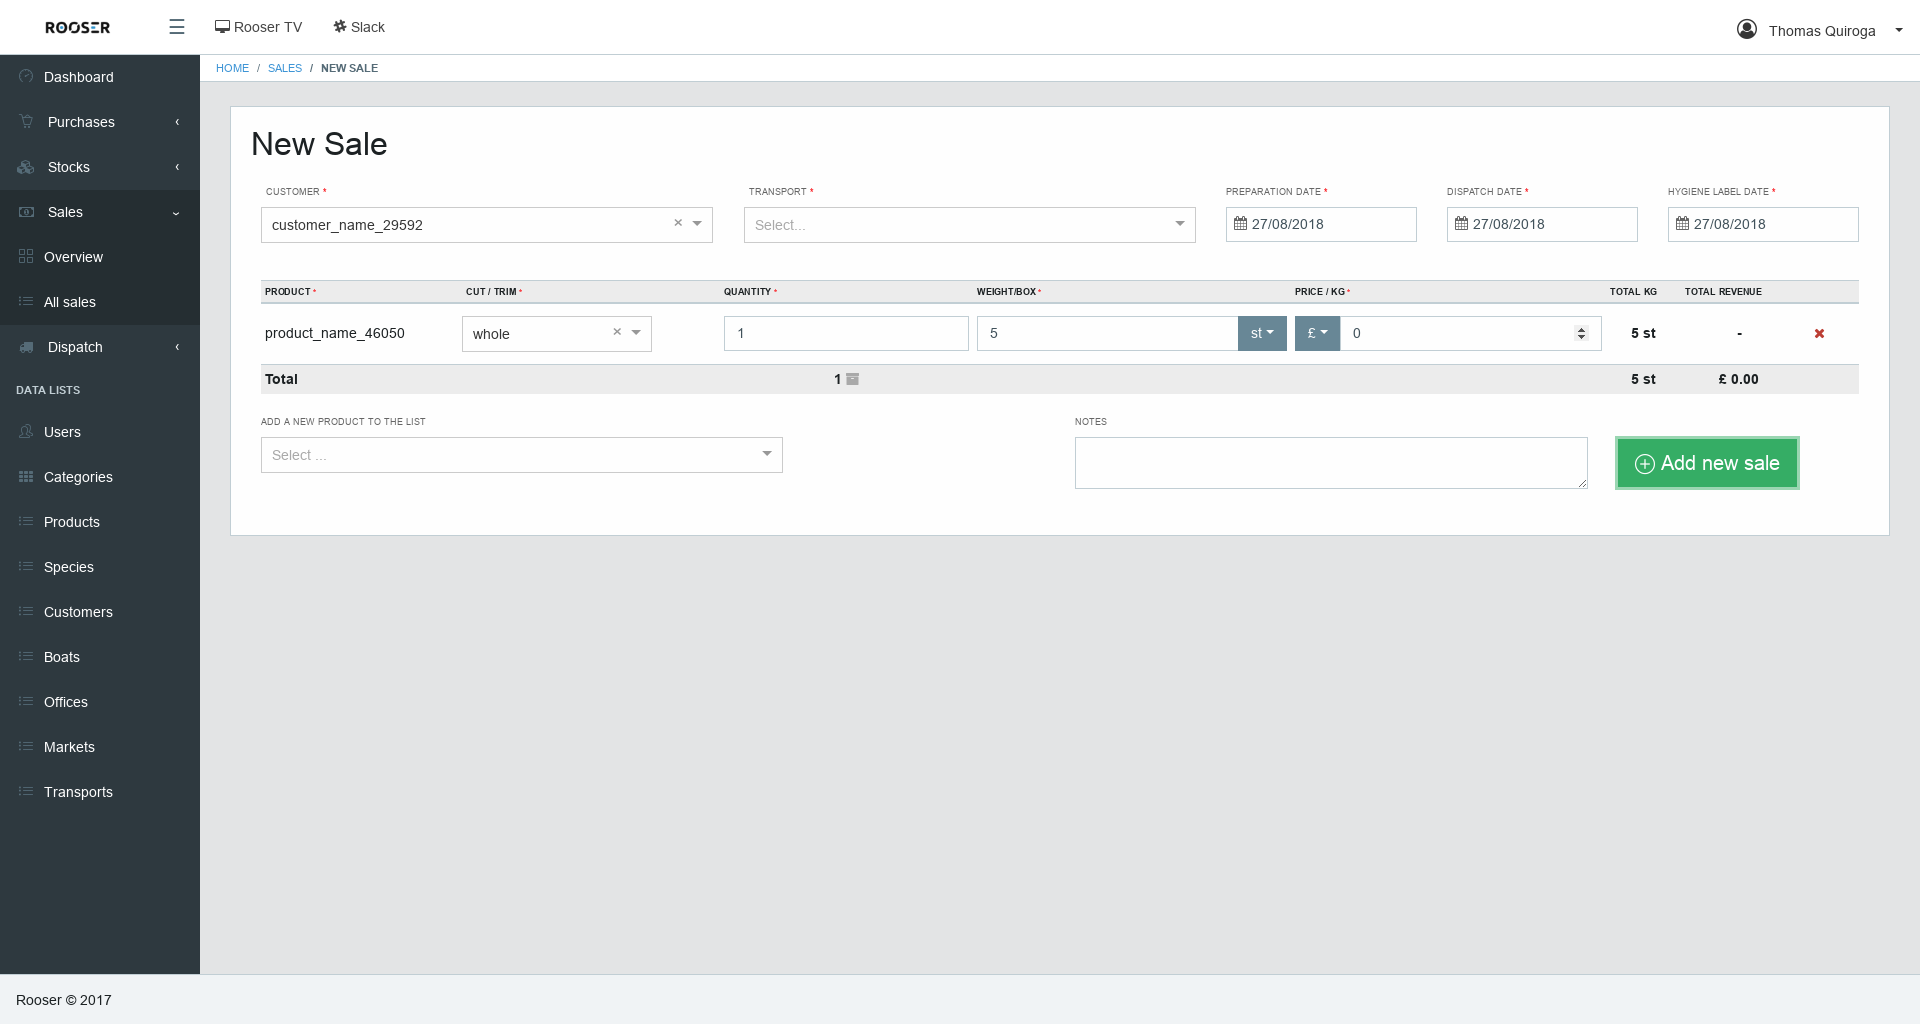 ROOSER
Rooser TV
Slack
Thomas Quiroga
HOME / SALES / NEW SALE
Dashboard
Purchases
Stocks
Sales
Overview
All sales
Dispatch
DATA LISTS
Users
Categories
Products
Species
Customers
Boats
Offices
Markets
Transports
New Sale
CUSTOMER * TRANSPORT * PREPARATION DATE * DISPATCH DATE * HYGIENE LABEL DATE *
customer_name_29592 × Select... 27/08/2018 27/08/2018 27/08/2018
PRODUCT * CUT / TRIM * QUANTITY * WEIGHT/BOX * PRICE / KG * TOTAL KG TOTAL REVENUE
product_name_46050 whole × 1 5 st £ 0 5 st -
Total 1 5 st £ 0.00
ADD A NEW PRODUCT TO THE LIST NOTES
Select ...
Add new sale
Rooser © 2017